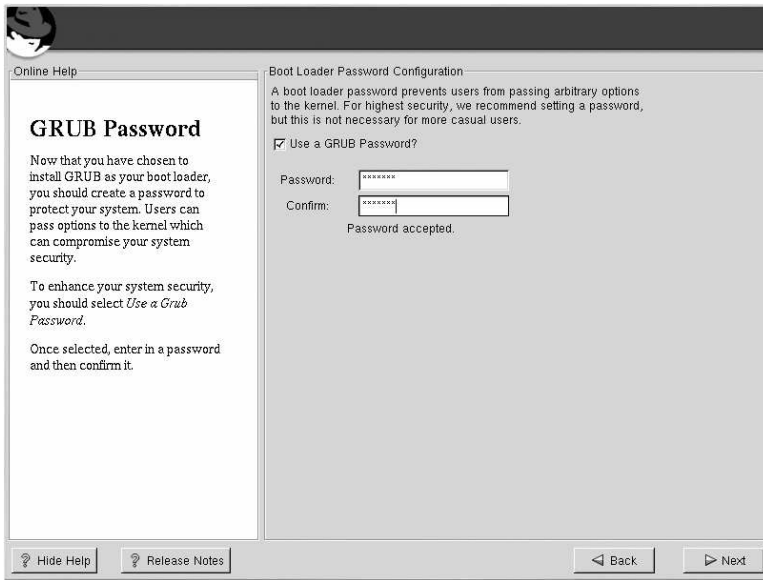 Online Help
GRUB Password
Now that you have chosen to
install GRUB as your boot loader,
you should create a password to
protect your system. Users can
pass options to the kernel which
can compromise your system
security.
To enhance your system security,
you should select Use a Grub
Password.
Once selected, enter in a password
and then confirm it.
Boot Loader Password Configuration
A boot loader password prevents users from passing arbitrary options
to the kernel. For highest security, we recommend setting a password,
but this is not necessary for more casual users.
Use a GRUB Password?
Password: *******
Confirm: *******
Password accepted.
Hide Help
Release Notes
Back
Next